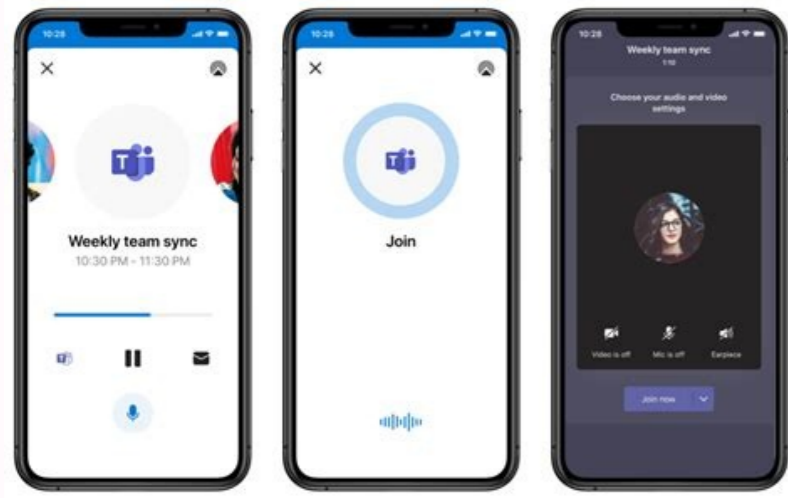 10:28
Weekly team sync
10:30 PM - 11:30 PM
10:28
Join
10:28
Weekly team sync
1:10
Choose your audio and video
settings
Video is off
Mic is off
Earpiece
Join now